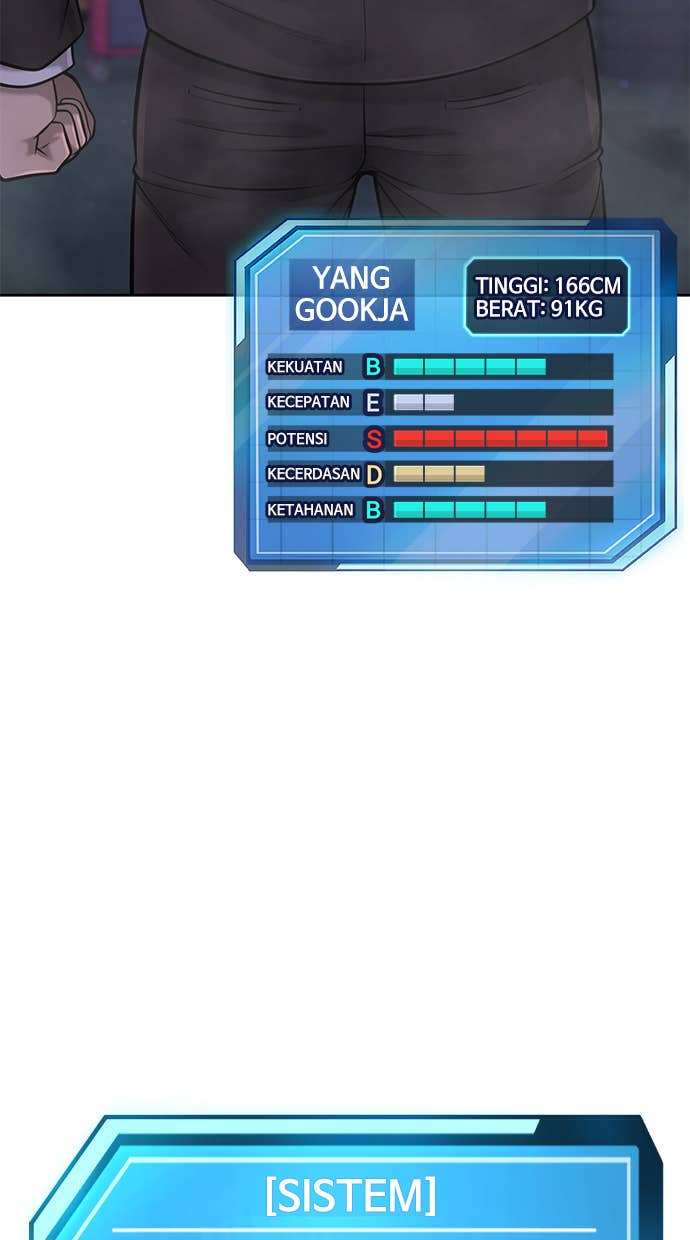 YANG
GOOKJA
TINGGI: 166CM
BERAT: 91KG
KEKUATAN B
KECEPATAN E
POTENSI S
KECERDASAN D
KETAHANAN B
[SISTEM]